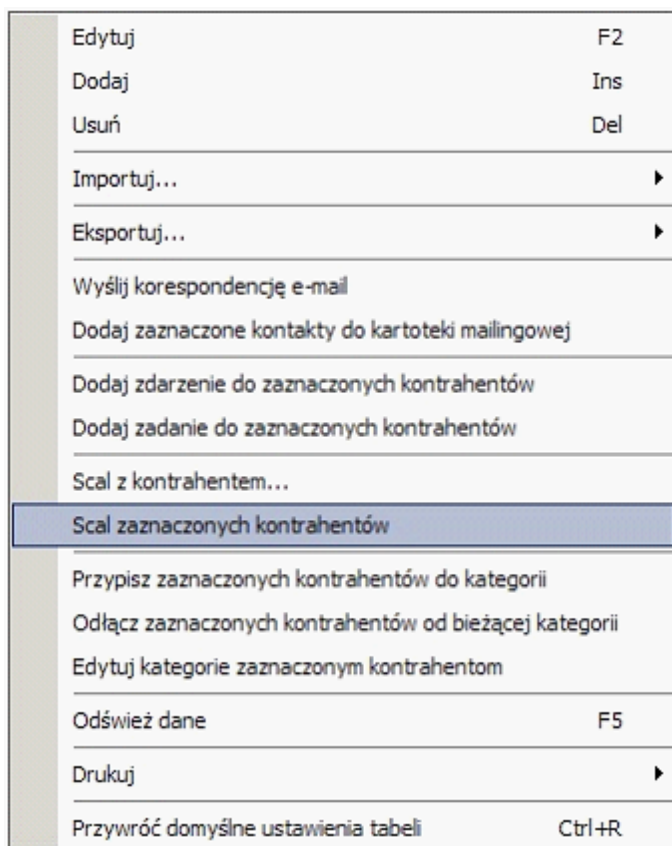 Edytuj F2
Dodaj Ins
Usuń Del
Importuj...
Eksportuj...
Wyślij korespondencję e-mail
Dodaj zaznaczone kontakty do kartoteki mailingowej
Dodaj zdarzenie do zaznaczonych kontrahentów
Dodaj zadanie do zaznaczonych kontrahentów
Scal z kontrahentem...
Scal zaznaczonych kontrahentów
Przypisz zaznaczonych kontrahentów do kategorii
Odłącz zaznaczonych kontrahentów od bieżącej kategorii
Edytuj kategorie zaznaczonym kontrahentom
Odśwież dane F5
Drukuj
Przywróć domyślne ustawienia tabeli Ctrl+R